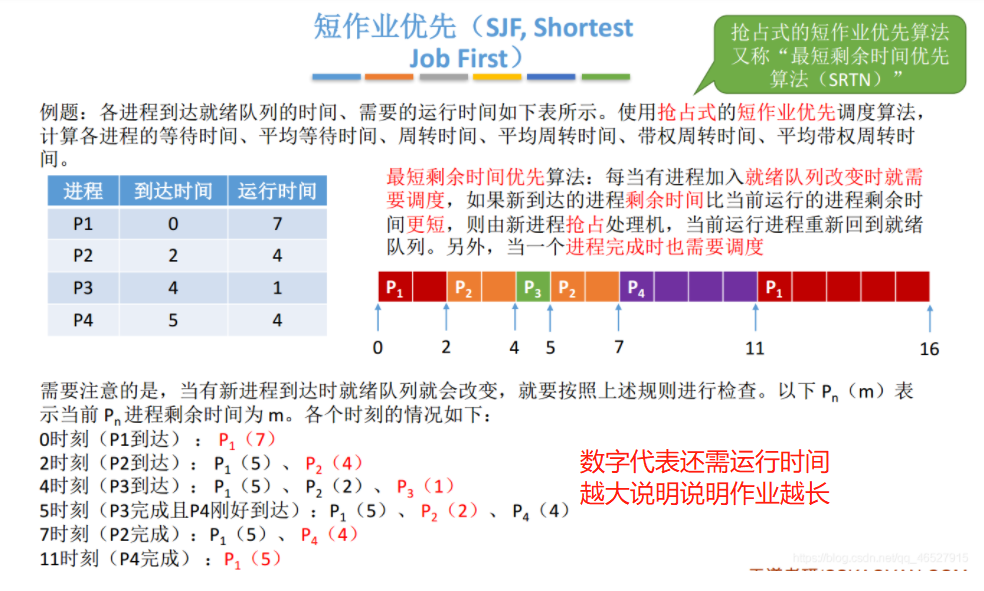 短作业优先（SJF, Shortest
Job First）
抢占式的短作业优先算法
又称“最短剩余时间优先
算法（SRTN）”
例题：各进程到达就绪队列的时间、需要的运行时间如下表所示。使用抢占式的短作业优先调度算法，
计算各进程的等待时间、平均等待时间、周转时间、平均周转时间、带权周转时间、平均带权周转时
间。
进程 到达时间 运行时间
P1 0 7
P2 2 4
P3 4 1
P4 5 4
最短剩余时间优先算法：每当有进程加入就绪队列改变时就需
要调度，如果新到达的进程剩余时间比当前运行的进程剩余时
间更短，则由新进程抢占处理机，当前运行进程重新回到就绪
队列。另外，当一个进程完成时也需要调度
P1 P2 P3 P2 P4 P1
0 2 4 5 7 11 16
需要注意的是，当有新进程到达时就绪队列就会改变，就要按照上述规则进行检查。以下 Pn（m）表
示当前 Pn 进程剩余时间为 m。各个时刻的情况如下：
0时刻（P1到达）：P1（7）
2时刻（P2到达）：P1（5）、P2（4）
4时刻（P3到达）：P1（5）、P2（2）、P3（1）
5时刻（P3完成且P4刚好到达）：P1（5）、P2（2）、P4（4）
7时刻（P2完成）：P1（5）、P4（4）
11时刻（P4完成）：P1（5）
数字代表还需运行时间
越大说明说明作业越长
https://blog.csdn.net/qq_46527915